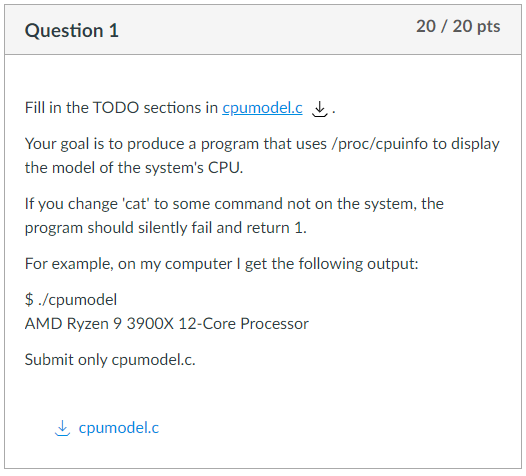 Question 1
20 / 20 pts
Fill in the TODO sections in cpumodel.c .
Your goal is to produce a program that uses /proc/cpuinfo to display
the model of the system's CPU.
If you change 'cat' to some command not on the system, the
program should silently fail and return 1.
For example, on my computer I get the following output:
$ ./cpumodel
AMD Ryzen 9 3900X 12-Core Processor
Submit only cpumodel.c.
cpumodel.c